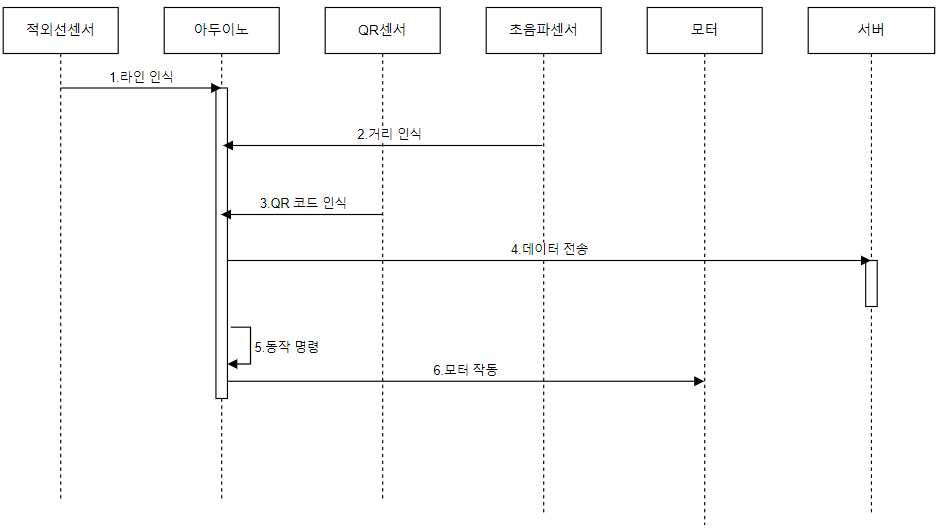 적외선센서
아두이노
QR센서
초음파센서
모터
서버
1.라인 인식
2.거리 인식
3.QR 코드 인식
4.데이터 전송
5.동작 명령
6.모터 작동